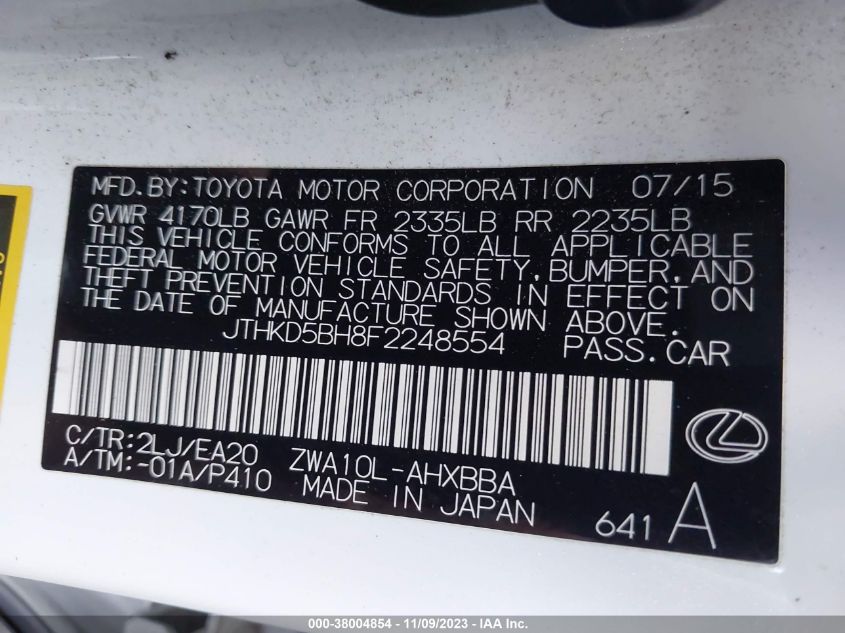 MFD.BY:TOYOTA MOTOR CORPORATION 07/15
GVWR 4170LB GAWR FR 2335LB RR 2235LB
THIS VEHICLE CONFORMS TO ALL APPLICABLE
FEDERAL MOTOR VEHICLE SAFETY,BUMPER,AND
THEFT PREVENTION STANDARDS IN EFFECT ON
THE DATE OF MANUFACTURE SHOWN ABOVE.
JTHKD5BH8F2248554 PASS.CAR
C/TR:2LJ/EA20 ZWA10L-AHXBBA
A/TM:-01A/P410 MADE IN JAPAN
641 A
000-38004854 - 11/09/2023 - IAA Inc.